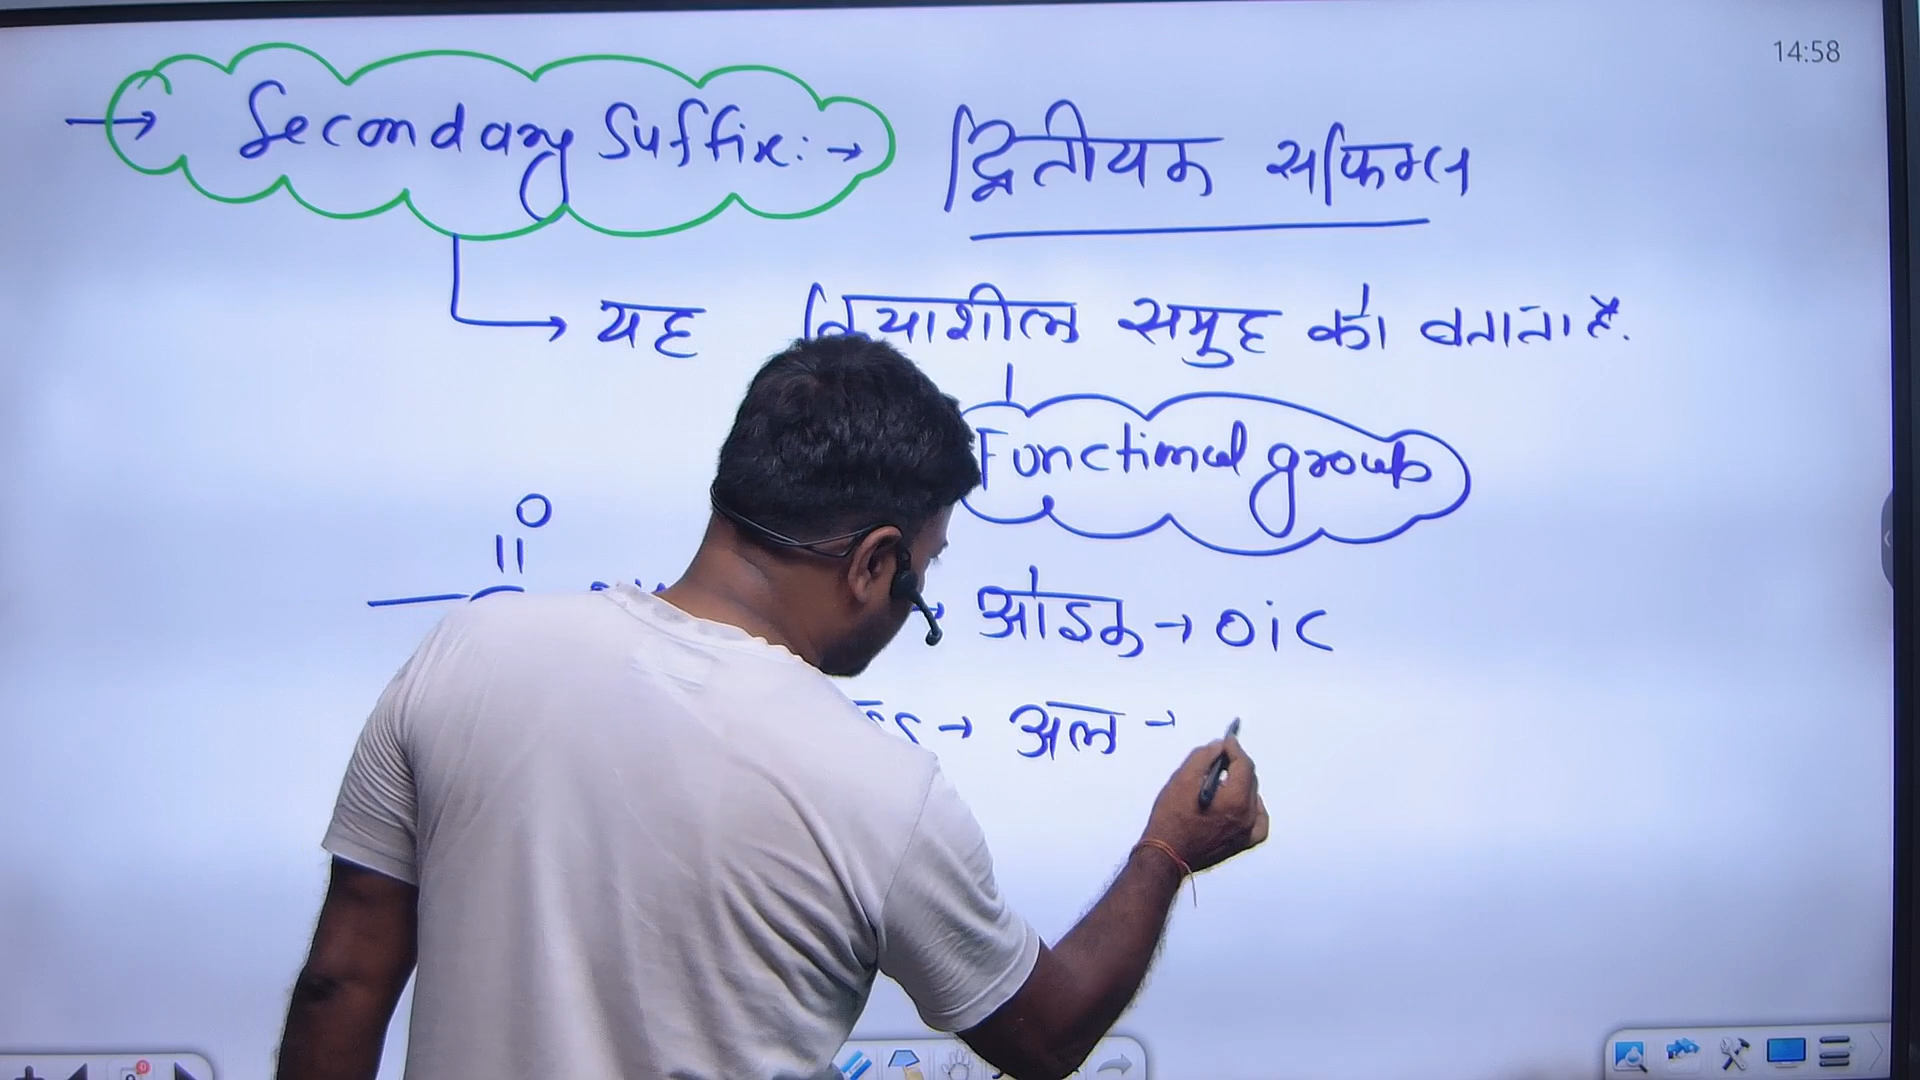 14:58
→ Secondary Suffix:→ द्वितीयक सफिक्स
→ यह क्रियाशील समुह को बताता है.
Functional group
O
ओइक → oic
→ अल →